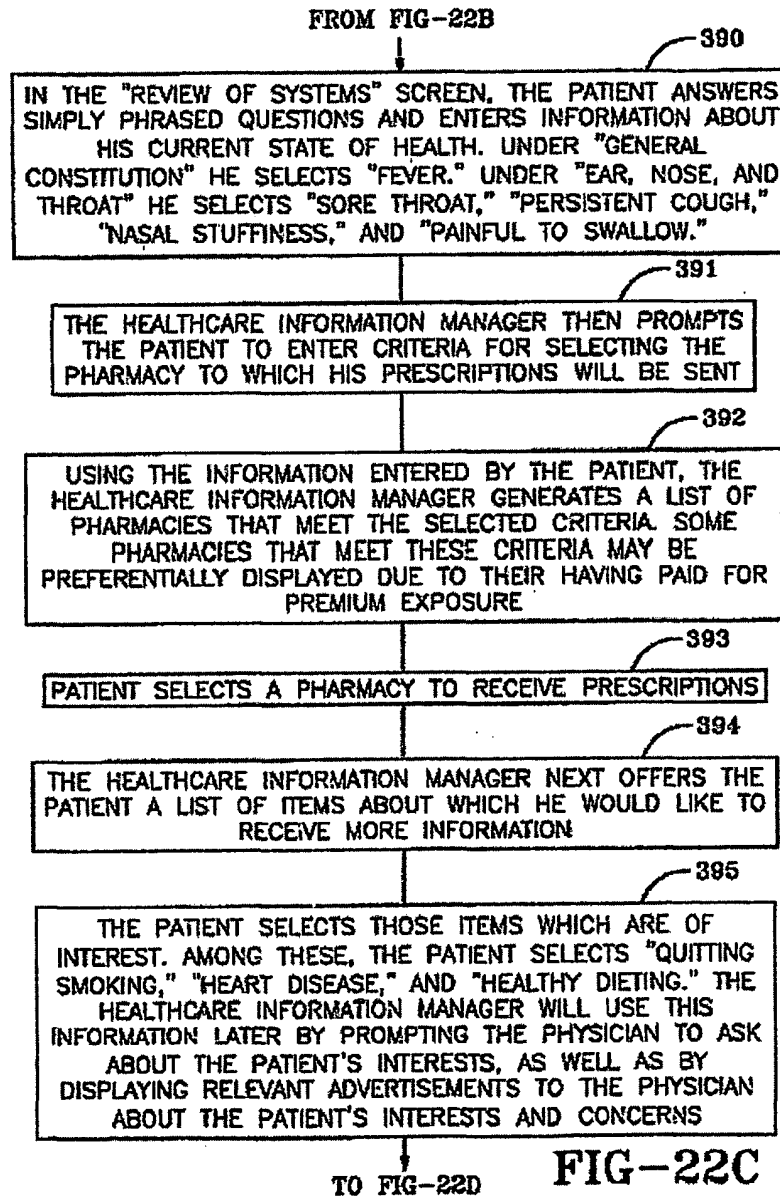 FROM FIG-22B
390
IN THE "REVIEW OF SYSTEMS" SCREEN, THE PATIENT ANSWERS
SIMPLY PHRASED QUESTIONS AND ENTERS INFORMATION ABOUT
HIS CURRENT STATE OF HEALTH. UNDER "GENERAL
CONSTITUTION" HE SELECTS "FEVER." UNDER "EAR, NOSE, AND
THROAT" HE SELECTS "SORE THROAT," "PERSISTENT COUGH,"
"NASAL STUFFINESS," AND "PAINFUL TO SWALLOW."
391
THE HEALTHCARE INFORMATION MANAGER THEN PROMPTS
THE PATIENT TO ENTER CRITERIA FOR SELECTING THE
PHARMACY TO WHICH HIS PRESCRIPTIONS WILL BE SENT
392
USING THE INFORMATION ENTERED BY THE PATIENT, THE
HEALTHCARE INFORMATION MANAGER GENERATES A LIST OF
PHARMACIES THAT MEET THE SELECTED CRITERIA. SOME
PHARMACIES THAT MEET THESE CRITERIA MAY BE
PREFERENTIALLY DISPLAYED DUE TO THEIR HAVING PAID FOR
PREMIUM EXPOSURE
393
PATIENT SELECTS A PHARMACY TO RECEIVE PRESCRIPTIONS
394
THE HEALTHCARE INFORMATION MANAGER NEXT OFFERS THE
PATIENT A LIST OF ITEMS ABOUT WHICH HE WOULD LIKE TO
RECEIVE MORE INFORMATION
395
THE PATIENT SELECTS THOSE ITEMS WHICH ARE OF
INTEREST. AMONG THESE, THE PATIENT SELECTS "QUITTING
SMOKING," "HEART DISEASE," AND "HEALTHY DIETING." THE
HEALTHCARE INFORMATION MANAGER WILL USE THIS
INFORMATION LATER BY PROMPTING THE PHYSICIAN TO ASK
ABOUT THE PATIENT'S INTERESTS, AS WELL AS BY
DISPLAYING RELEVANT ADVERTISEMENTS TO THE PHYSICIAN
ABOUT THE PATIENT'S INTERESTS AND CONCERNS
TO FIG-22D
FIG-22C